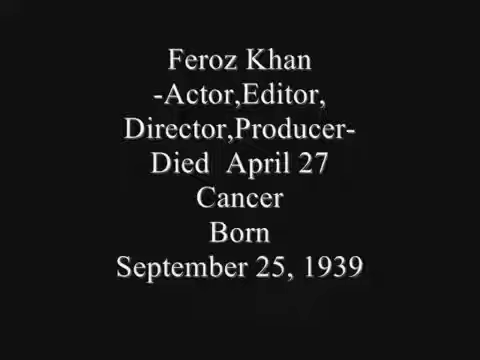 Feroz Khan
-Actor,Editor,
Director,Producer-
Died  April 27
Cancer
Born
September 25, 1939